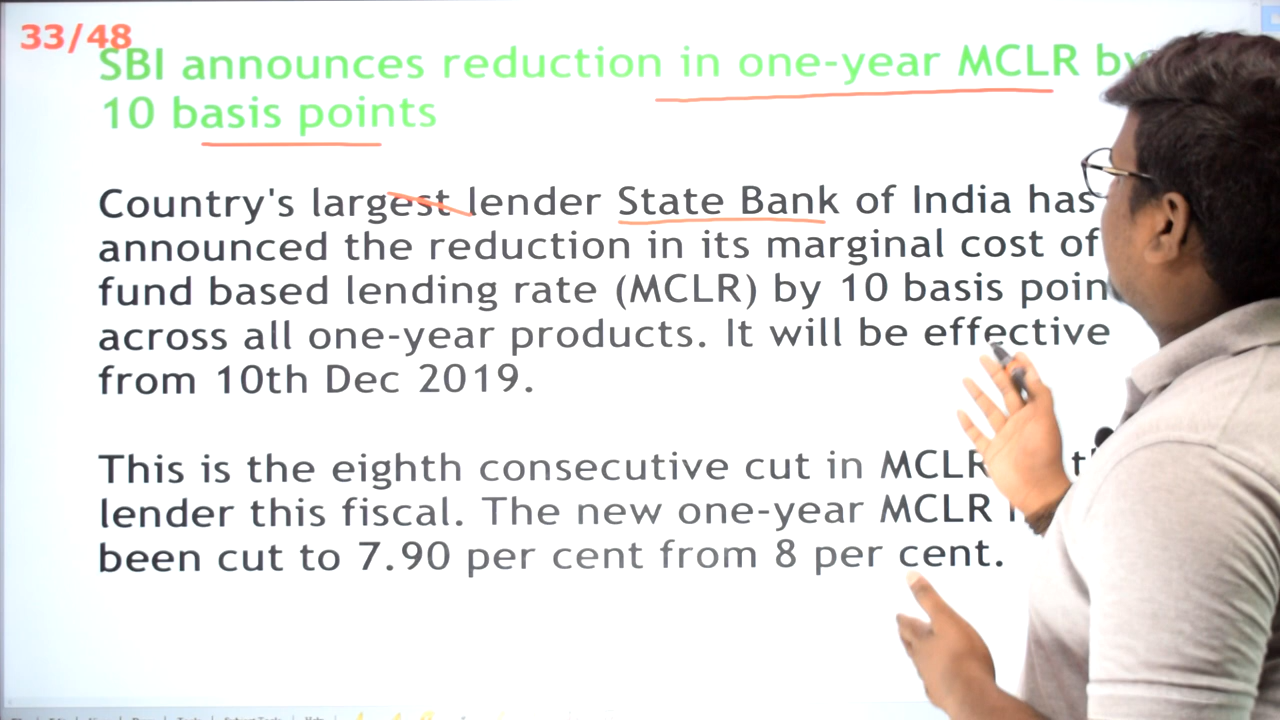 33/48
SBI announces reduction in one-year MCLR by
10 basis points
Country's largest lender State Bank of India has
announced the reduction in its marginal cost of
fund based lending rate (MCLR) by 10 basis
across all one-year products. It will be effective
from 10th Dec 2019.
This is the eighth consecutive cut in MCLR
lender this fiscal. The new one-year MCLR
been cut to 7.90 per cent from 8 per cent.